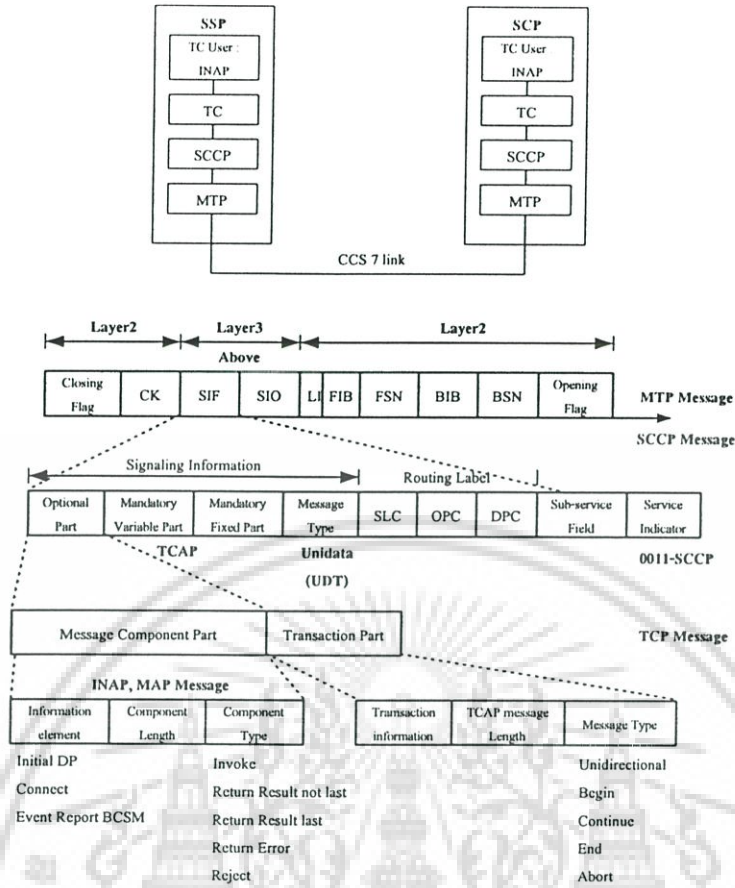 SSP
TC User :
INAP
TC
SCCP
MTP
SCP
TC User
INAP
TC
SCCP
MTP
CCS 7 link
Layer2
Layer3
Above
Layer2
Closing
Flag
CK
SIF
SIO
LI
FIB
FSN
BIB
BSN
Opening
Flag
MTP Message
SCCP Message
Signaling Information
Routing Label
Optional
Part
Mandatory
Variable Part
Mandatory
Fixed Part
Message
Type
SLC
OPC
DPC
Sub-service
Field
Service
Indicator
TCAP
Unidata
(UDT)
0011-SCCP
Message Component Part
Transaction Part
TCP Message
INAP, MAP Message
Information
element
Component
Length
Component
Type
Transaction
information
TCAP message
Length
Message Type
Initial DP
Connect
Event Report BCSM
Invoke
Return Result not last
Return Result last
Return Error
Reject
Unidirectional
Begin
Continue
End
Abort